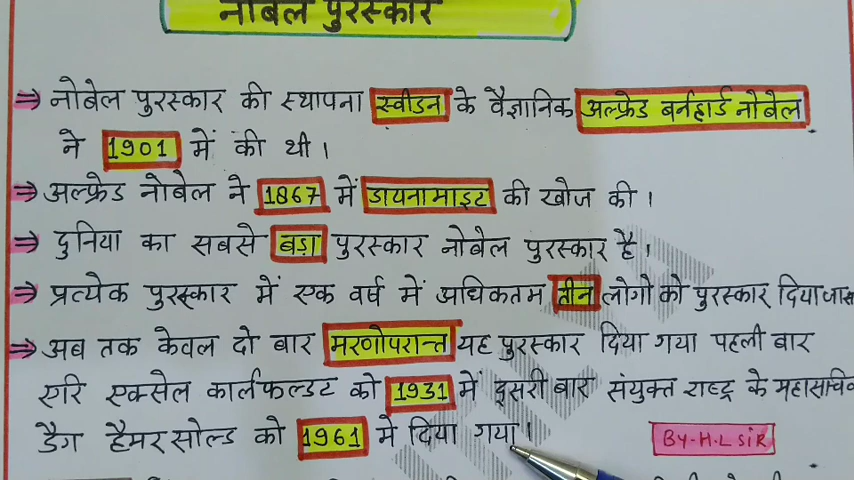 नोबेल पुरस्कार
⇒ नोबेल पुरस्कार की स्थापना स्वीडन के वैज्ञानिक अल्फ्रेड बर्नहार्ड नोबेल
ने 1901 में की थी।
⇒ अल्फ्रेड नोबेल ने 1867 में डायनामाइट की खोज की।
⇒ दुनिया का सबसे बड़ा पुरस्कार नोबेल पुरस्कार है।
⇒ प्रत्येक पुरस्कार में एक वर्ष में अधिकतम तीन लोगो को पुरस्कार दिया
⇒ अब तक केवल दो बार मरणोपरान्त यह पुरस्कार दिया गया पहली बार
एरि एक्सेल कार्लफल्डट को 1931 में दुसरी बार संयुक्त राष्ट्र के महासचिव
डैग हैमरसोल्ड को 1961 मे दिया गया।
BY-H.L SIR